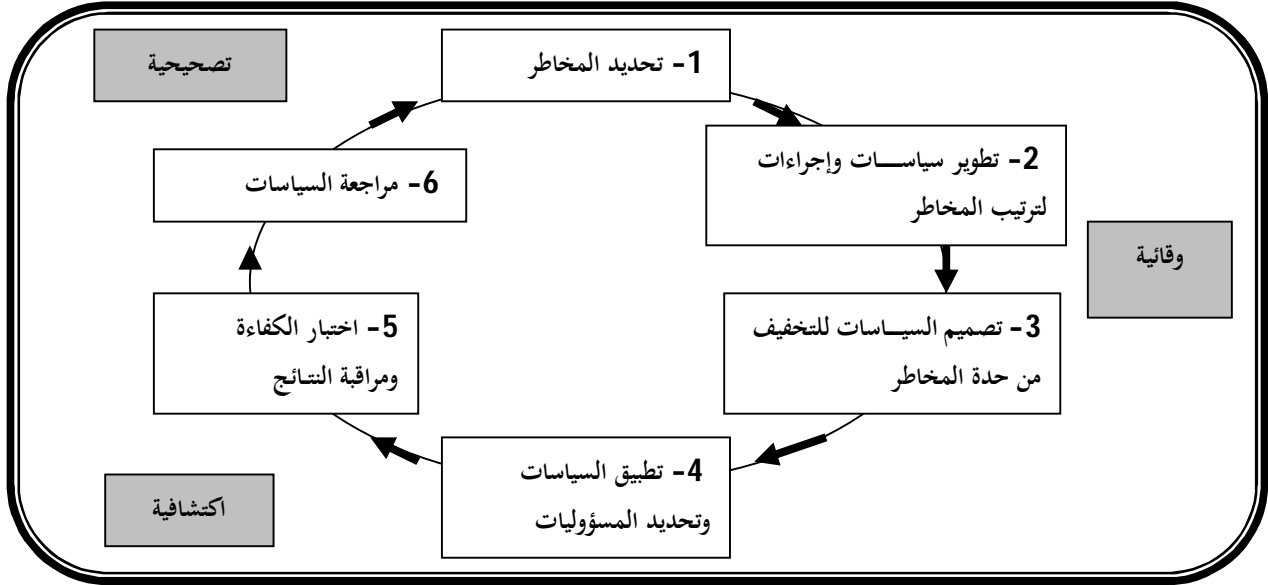 تصحيحية
1- تحديد المخاطر
2- تطوير سياسات وإجراءات
لترتيب المخاطر
وقائية
3- تصميم السياسات للتخفيف
من حدة المخاطر
4- تطبيق السياسات
وتحديد المسؤوليات
اكتشافية
5- اختبار الكفاءة
ومراقبة النتائج
6- مراجعة السياسات